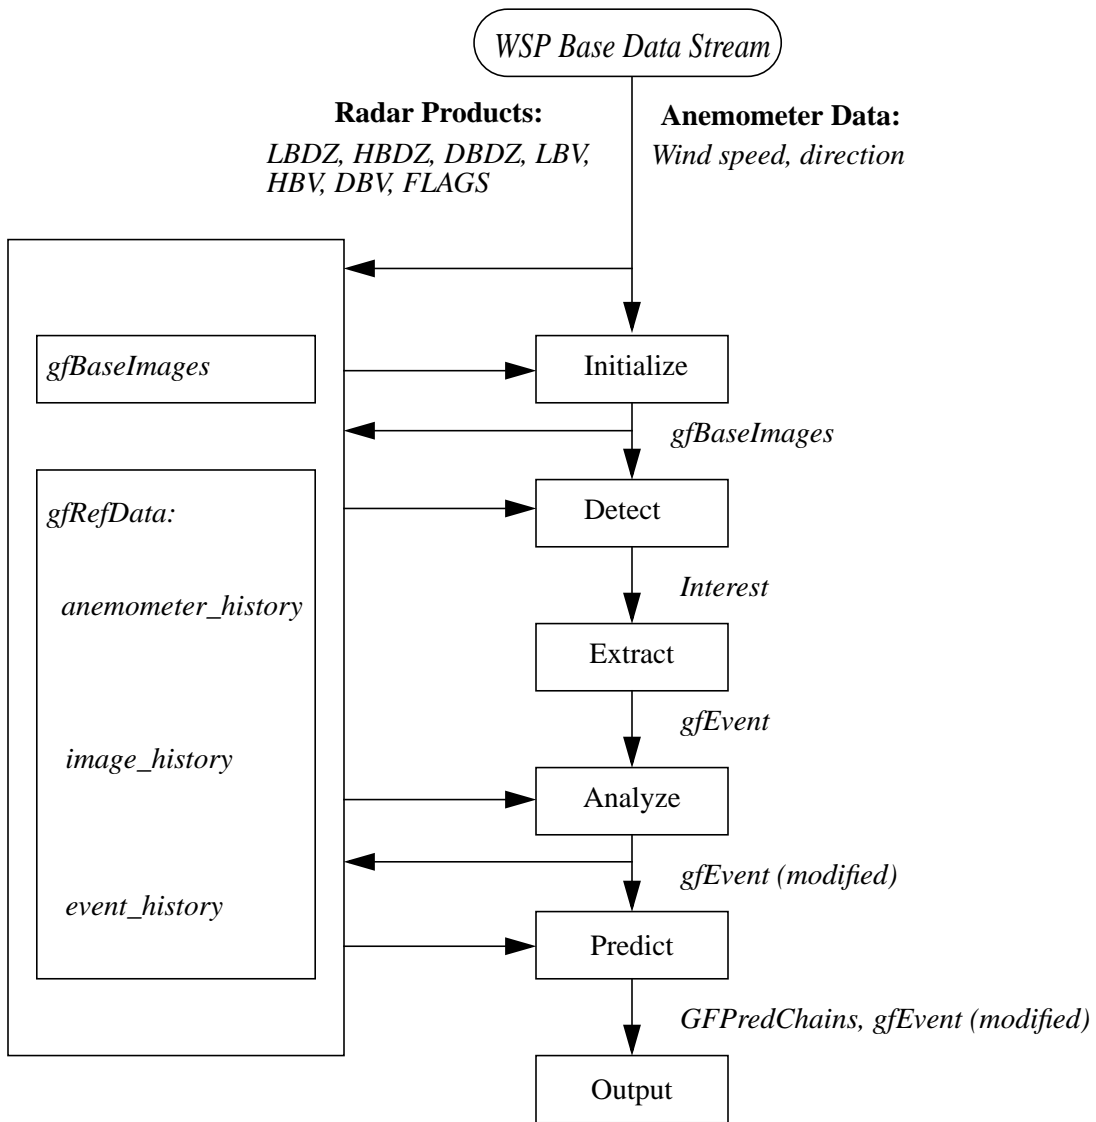 WSP Base Data Stream
Radar Products:
LBDZ, HBDZ, DBDZ, LBV,
HBV, DBV, FLAGS
Anemometer Data:
Wind speed, direction
gfBaseImages
Initialize
gfBaseImages
gfRefData:
Detect
Interest
anemometer_history
Extract
gfEvent
image_history
Analyze
gfEvent (modified)
event_history
Predict
GFPredChains, gfEvent (modified)
Output